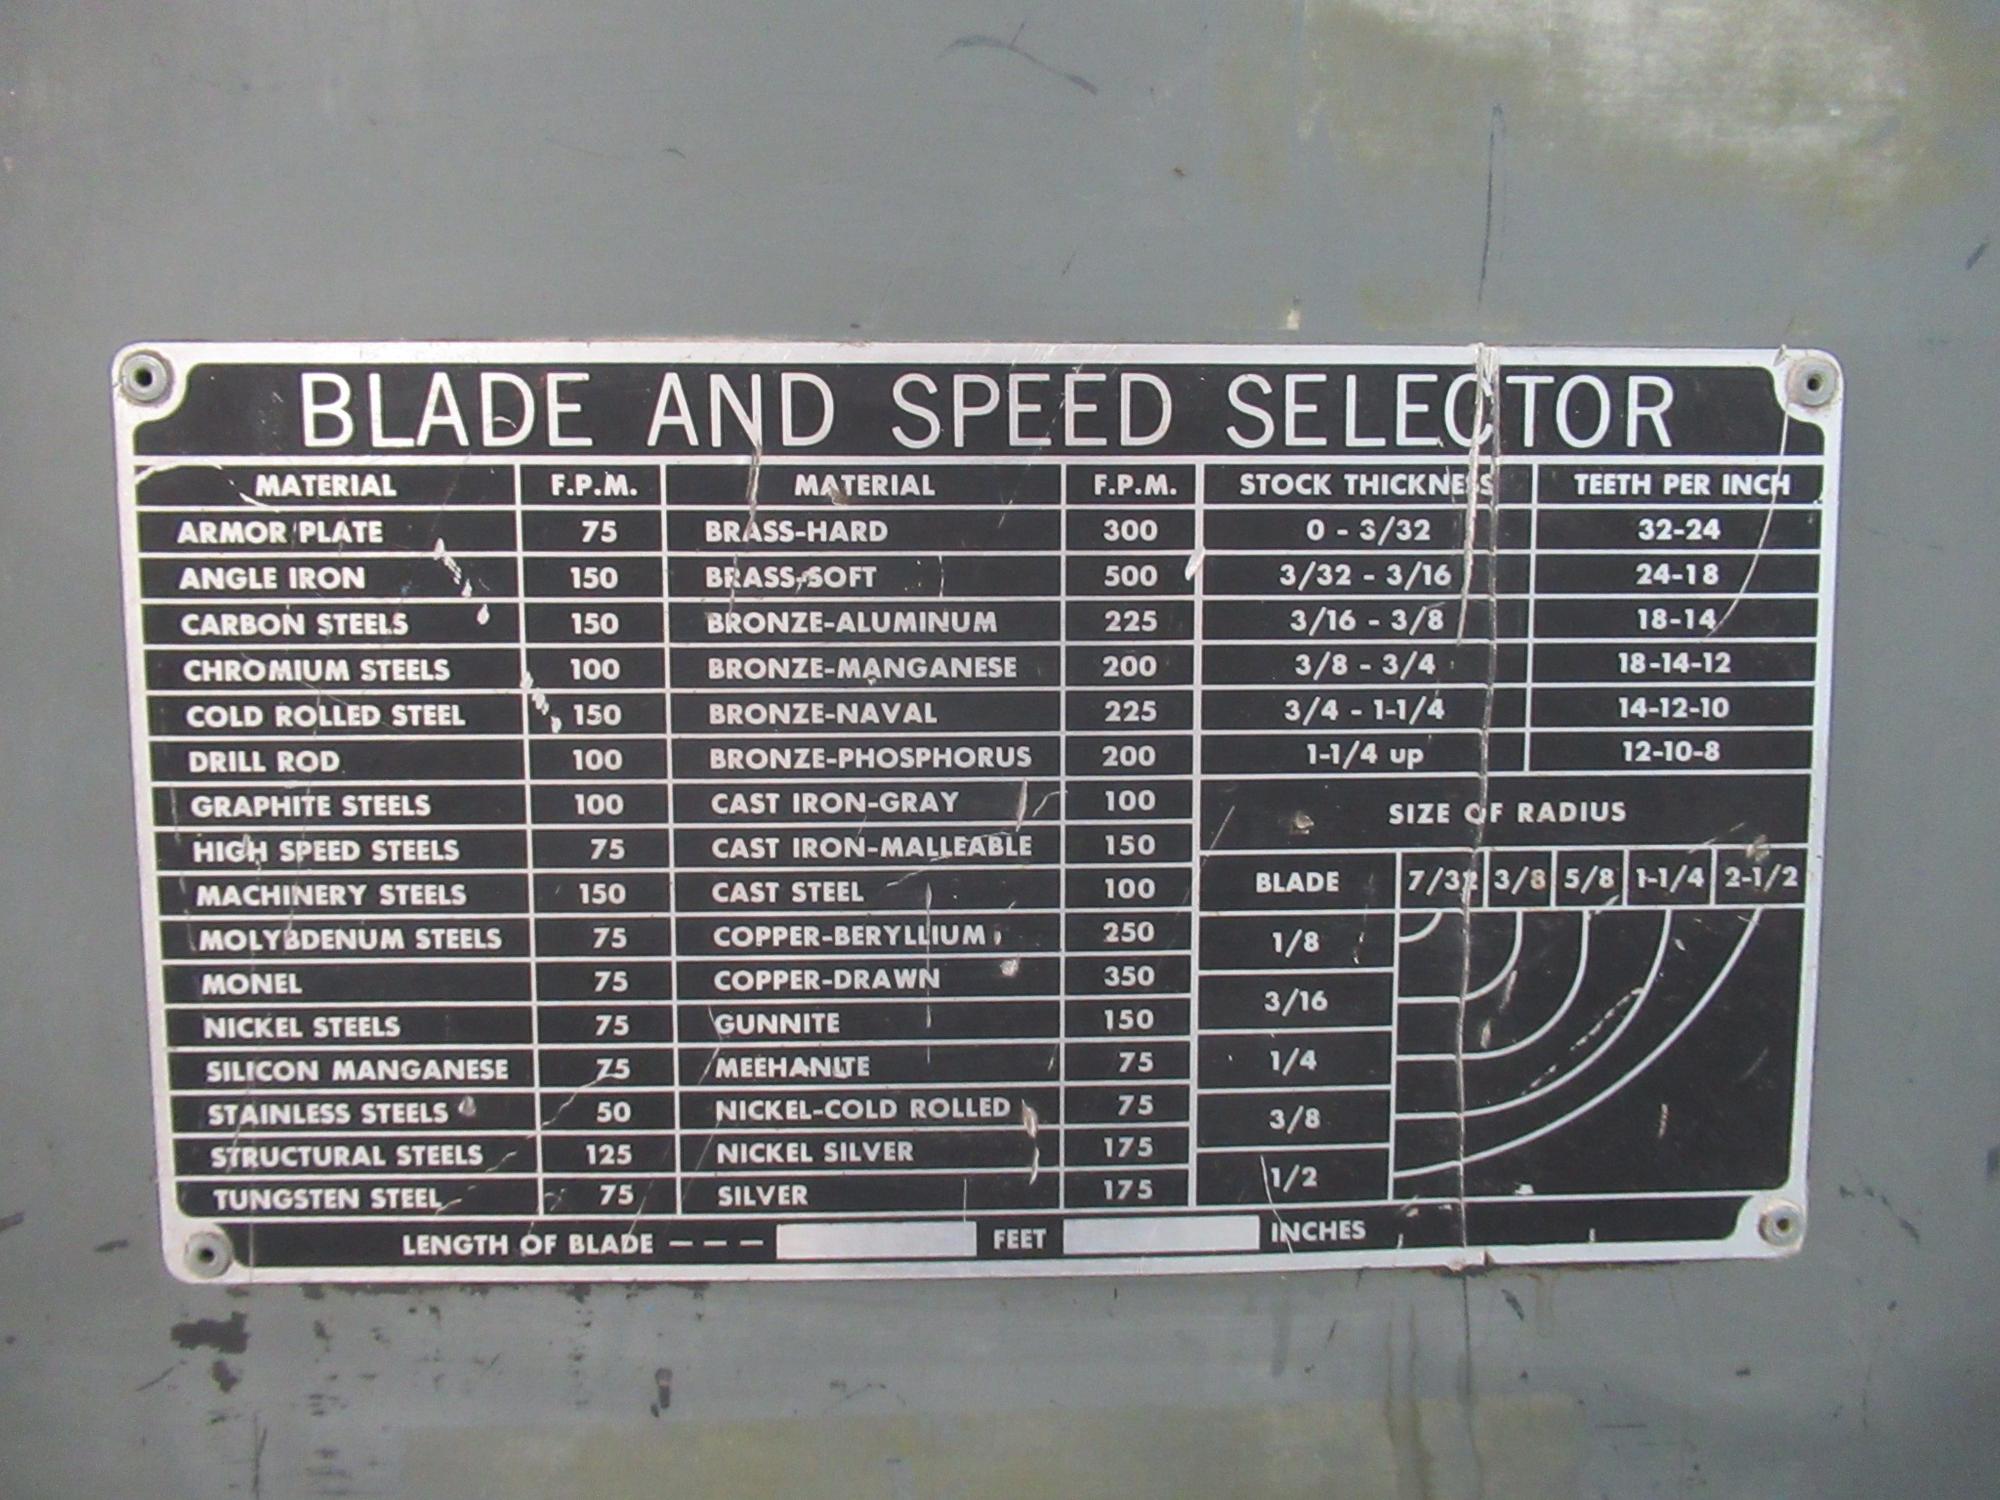 BLADE AND SPEED SELECTOR
MATERIAL F.P.M. MATERIAL F.P.M. STOCK THICKNESS TEETH PER INCH
ARMOR PLATE 75 BRASS-HARD 300 0 - 3/32 32-24
ANGLE IRON 150 BRASS-SOFT 500 3/32 - 3/16 24-18
CARBON STEELS 150 BRONZE-ALUMINUM 225 3/16 - 3/8 18-14
CHROMIUM STEELS 100 BRONZE-MANGANESE 200 3/8 - 3/4 18-14-12
COLD ROLLED STEEL 150 BRONZE-NAVAL 225 3/4 - 1-1/4 14-12-10
DRILL ROD 100 BRONZE-PHOSPHORUS 200 1-1/4 up 12-10-8
GRAPHITE STEELS 100 CAST IRON-GRAY 100 SIZE OF RADIUS
HIGH SPEED STEELS 75 CAST IRON-MALLEABLE 150
MACHINERY STEELS 150 CAST STEEL 100 BLADE 7/32 3/8 5/8 1-1/4 2-1/2
MOLYBDENUM STEELS 75 COPPER-BERYLLIUM 250 1/8
MONEL 75 COPPER-DRAWN 350
NICKEL STEELS 75 GUNNITE 150 3/16
SILICON MANGANESE 75 MEEHANITE 75 1/4
STAINLESS STEELS 50 NICKEL-COLD ROLLED 75 3/8
STRUCTURAL STEELS 125 NICKEL SILVER 175
TUNGSTEN STEEL 75 SILVER 175 1/2
LENGTH OF BLADE - - - FEET INCHES